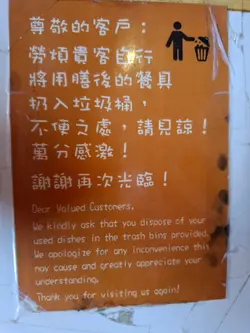 尊敬的客戶：
勞煩貴客自行
將用膳後的餐具
扔入垃圾桶，
不便之處，請見諒！
萬分感激！
謝謝再次光臨！
Dear Valued Customers,
We kindly ask that you dispose of your
used dishes in the trash bins provided.
We apologize for any inconvenience this
may cause and greatly appreciate your
understanding.
Thank you for visiting us again!